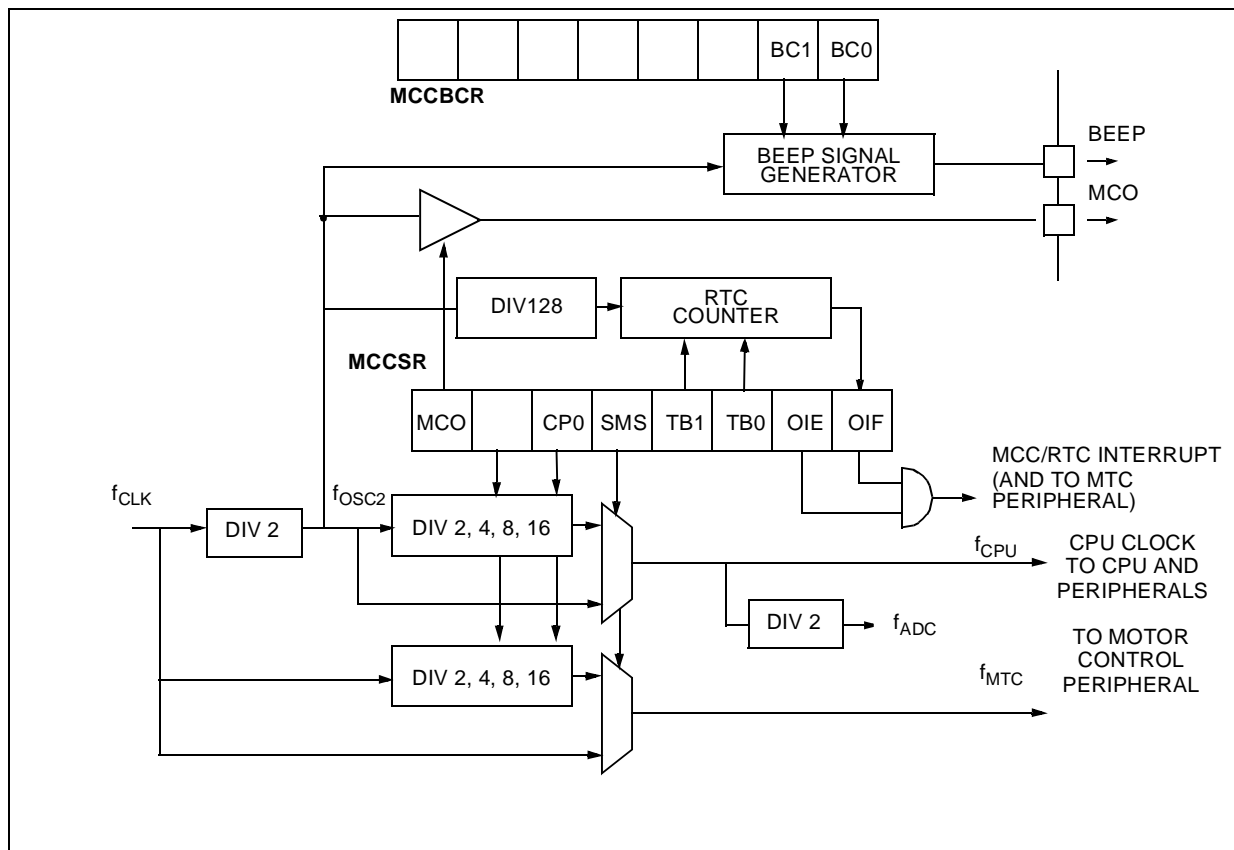 BC1 BC0
MCCBCR
BEEP SIGNAL
GENERATOR
BEEP
MCO
DIV128
RTC
COUNTER
MCCSR
MCO CP0 SMS TB1 TB0 OIE OIF
MCC/RTC INTERRUPT
(AND TO MTC
PERIPHERAL)
fCLK
DIV 2
fOSC2
DIV 2, 4, 8, 16
fCPU
CPU CLOCK
TO CPU AND
PERIPHERALS
DIV 2
fADC
DIV 2, 4, 8, 16
fMTC
TO MOTOR
CONTROL
PERIPHERAL